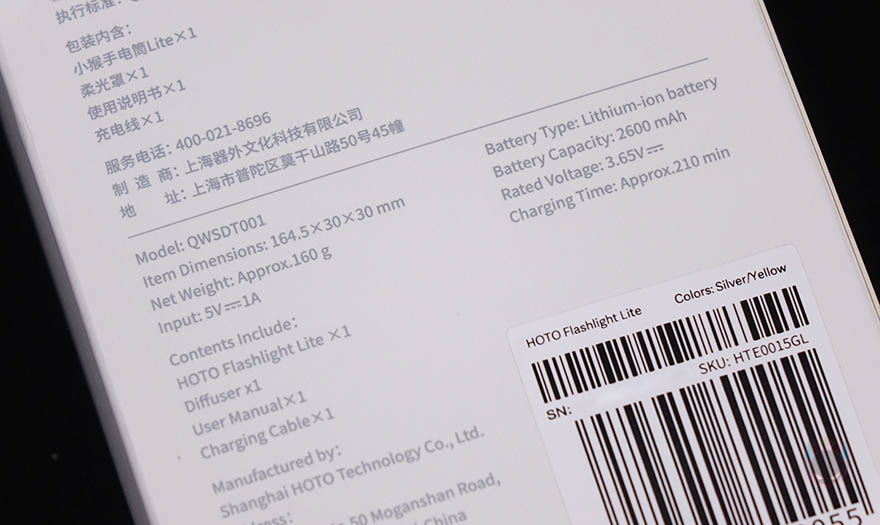 执行标准：
包装内含：
小猴手电筒Lite×1
柔光罩×1
使用说明书×1
充电线×1
服务电话：400-021-8696
制 造 商：上海器外文化科技有限公司
地 址：上海市普陀区莫干山路50号45幢
Battery Type: Lithium-ion battery
Battery Capacity: 2600 mAh
Rated Voltage: 3.65V⎓
Charging Time: Approx.210 min
Model: QWSDT001
Item Dimensions: 164.5×30×30 mm
Net Weight: Approx.160 g
Input: 5V⎓1A
Contents Include：
HOTO Flashlight Lite ×1
Diffuser x1
User Manual×1
Charging Cable×1
Manufactured by：
Shanghai HOTO Technology Co., Ltd.
50 Moganshan Road,
China
HOTO Flashlight Lite
Colors: Silver/Yellow
SKU: HTE0015GL
SN: